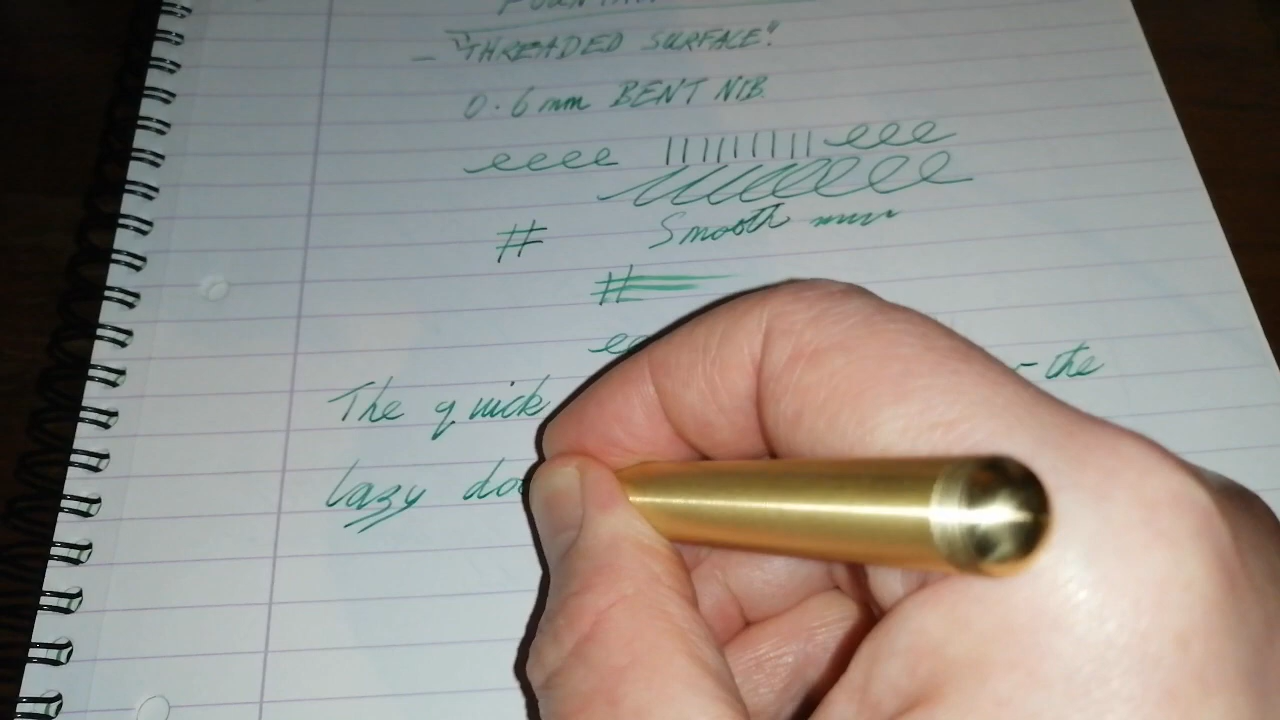 - "THREADED SURFACE"
0.6 mm BENT NIB.
eeee ||||||||| eee
# Smooth
#
The quick the
lazy